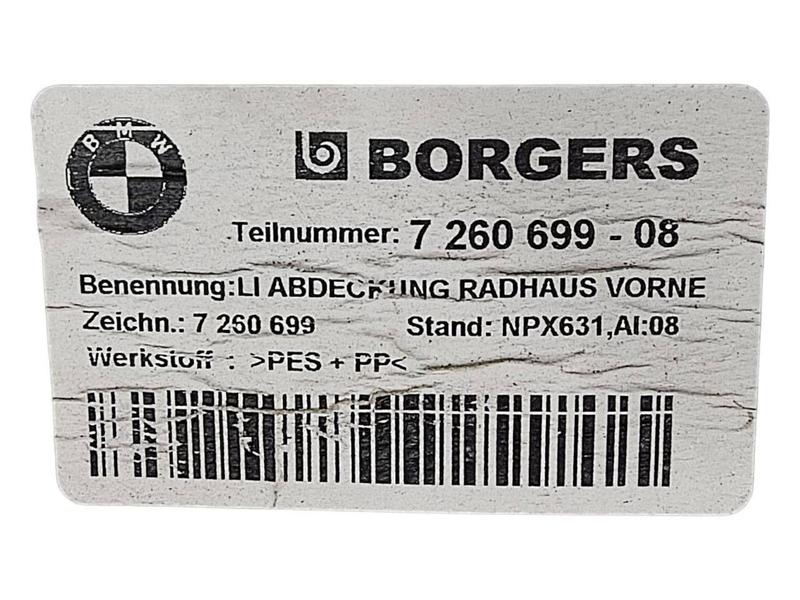 BMW
BORGERS
Teilnummer: 7 260 699 - 08
Benennung:LI ABDECKUNG RADHAUS VORNE
Zeichn.: 7 260 699 Stand: NPX631,AI:08
Werkstoff : >PES + PP<